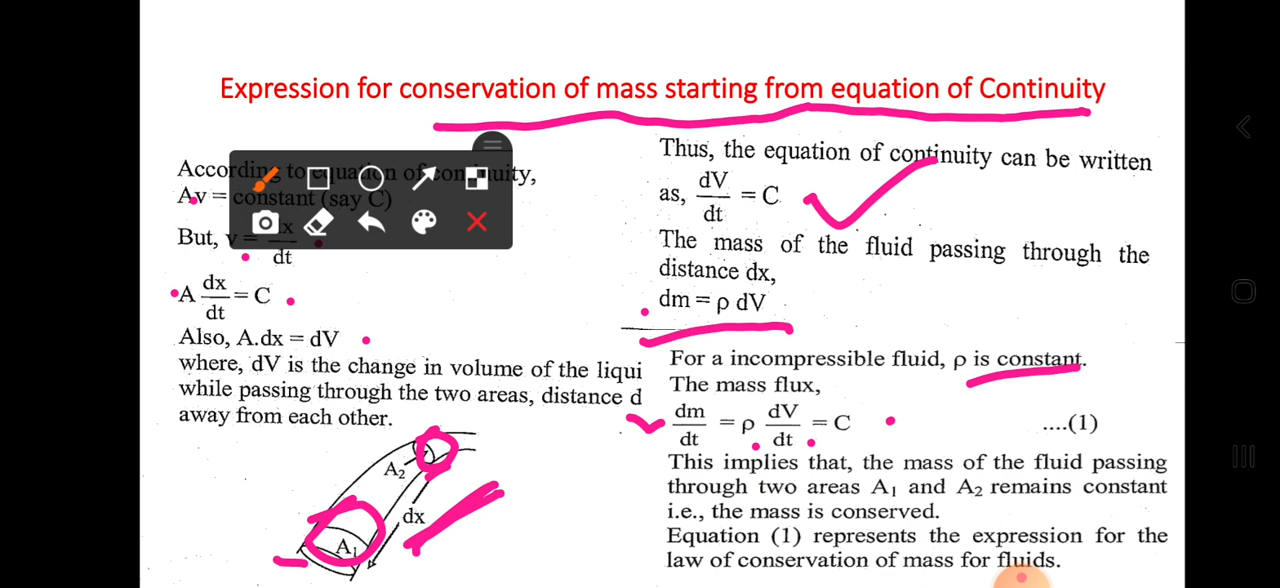 Expression for conservation of mass starting from equation of Continuity
According to equation of continuity,
Av = constant (say C)
But, v = dx/dt
A dx/dt = C
Also, A.dx = dV
where, dV is the change in volume of the liqui
while passing through the two areas, distance d
away from each other.
A₂
dx
A₁
Thus, the equation of continuity can be written
as, dV/dt = C
The mass of the fluid passing through the
distance dx,
dm = ρ dV
For a incompressible fluid, ρ is constant.
The mass flux,
dm/dt = ρ dV/dt = C ....(1)
This implies that, the mass of the fluid passing
through two areas A₁ and A₂ remains constant
i.e., the mass is conserved.
Equation (1) represents the expression for the
law of conservation of mass for fluids.